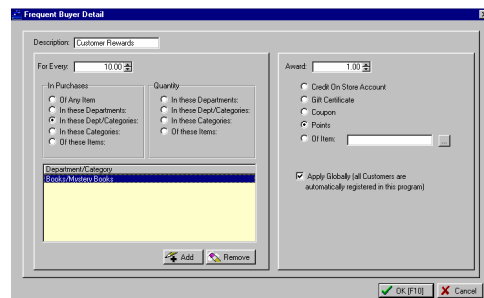 Frequent Buyer Detail
Description: Customer Rewards
For Every: 10.00
In Purchases
Of Any Item
In these Departments:
In these Dept/Categories:
In these Categories:
Of these Items:
Quantity
In these Departments:
In these Dept/Categories:
In these Categories:
Of these Items:
Department/Category
Books/Mystery Books
Add Remove
Award: 1.00
Credit On Store Account
Gift Certificate
Coupon
Points
Of Item: ...
Apply Globally (all Customers are
automatically registered in this program)
OK [F10] Cancel